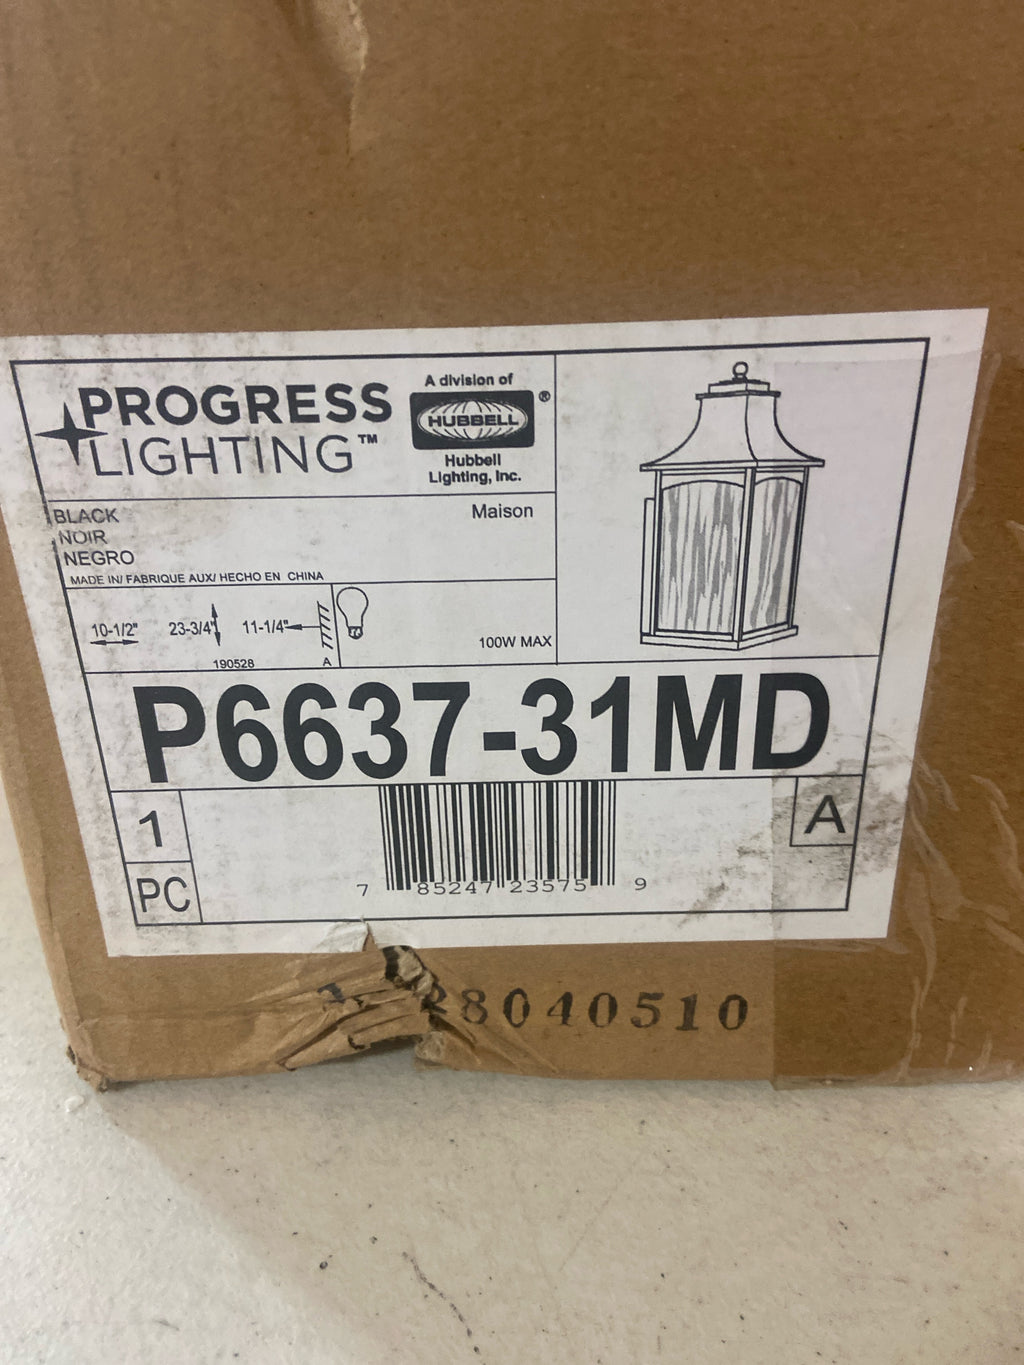 PROGRESS
LIGHTING™
A division of
HUBBELL®
Hubbell
Lighting, Inc.
BLACK
NOIR
NEGRO
Maison
MADE IN/ FABRIQUE AUX/ HECHO EN CHINA
10-1/2"
23-3/4"
11-1/4"
190528
A
100W MAX
P6637-31MD
1
PC
A
7 85247 23575 9
28040510